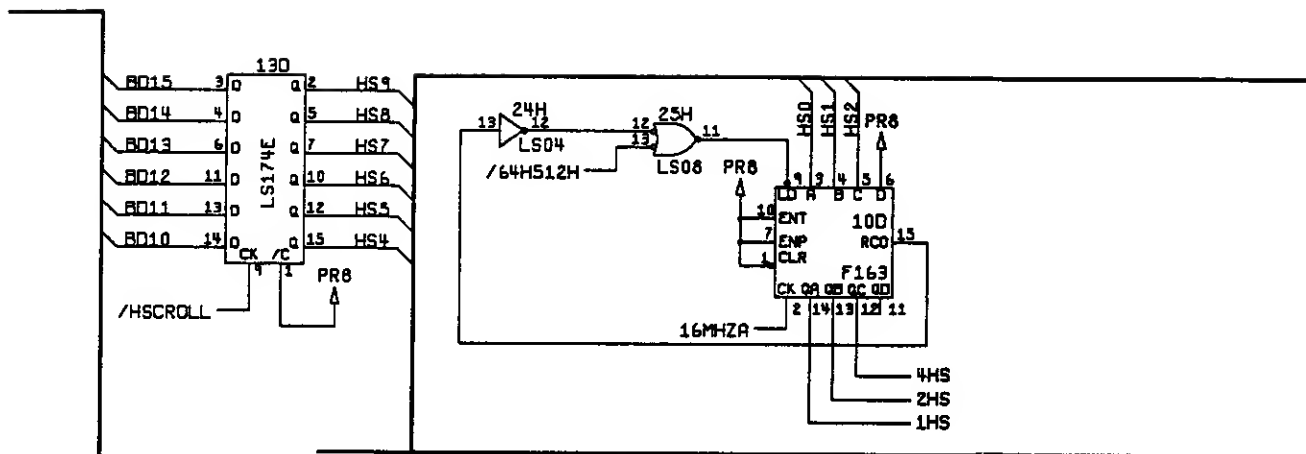 13D
BD15 3 D Q 2 HS9
BD14 4 D Q 5 HS8
BD13 6 D Q 7 HS7
BD12 11 D Q 10 HS6
BD11 13 D Q 12 HS5
BD10 14 D Q 15 HS4
LS174E
CK /C
9 1
PR8
/HSCROLL
24H
13 12
LS04
25H
12
13
11
LS08
/64H512H
HS0 HS1 HS2 PR8
PR8
9 3 4 5 6
LD A B C D
10 ENT
10D
7 ENP
RCO 15
1 CLR
F163
CK QA QB QC QD
2 14 13 12 11
16MHZA
4HS
2HS
1HS